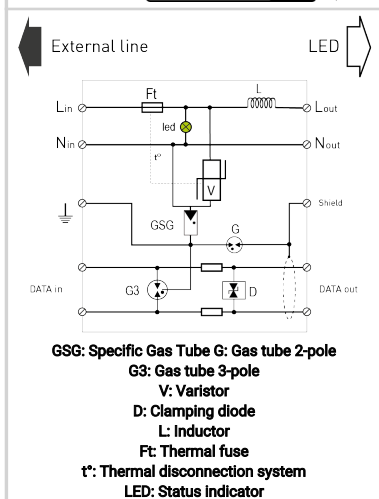 External line LED
Ft L
Lin Lout
led
Nin Nout
t°
V
Shield
GSG G
DATA in G3 D DATA out
GSG: Specific Gas Tube G: Gas tube 2-pole
G3: Gas tube 3-pole
V: Varistor
D: Clamping diode
L: Inductor
Ft: Thermal fuse
t°: Thermal disconnection system
LED: Status indicator